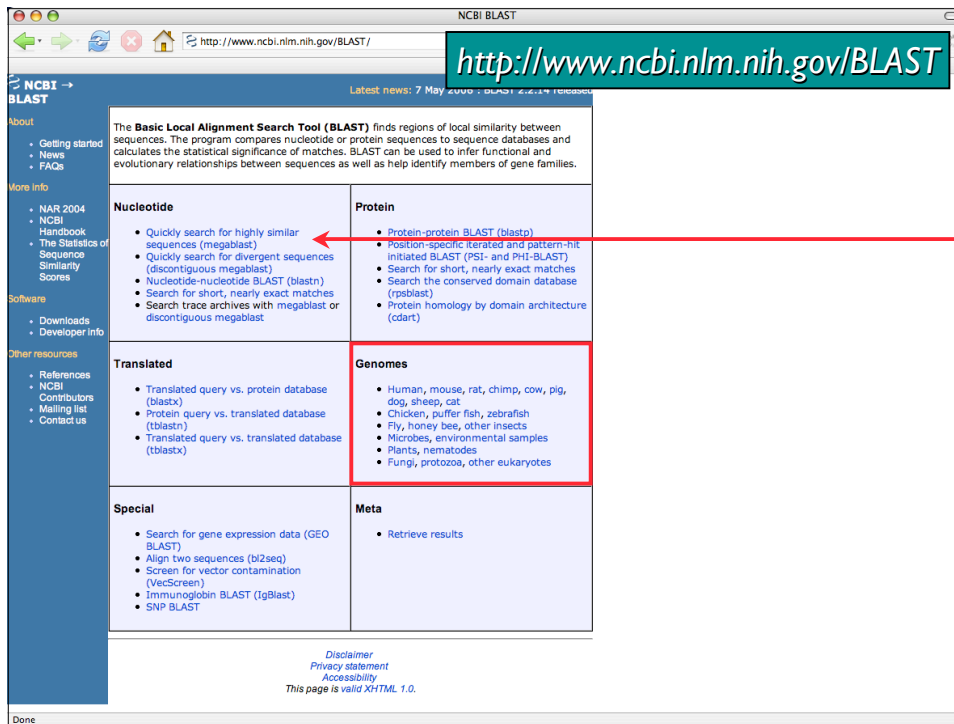 NCBI BLAST
http://www.ncbi.nlm.nih.gov/BLAST/
http://www.ncbi.nlm.nih.gov/BLAST
NCBI →
BLAST
Latest news: 7 May 2006 : BLAST 2.2.14 released
About
Getting started
News
FAQs
More info
NAR 2004
NCBI
Handbook
The Statistics of
Sequence
Similarity
Scores
Software
Downloads
Developer info
Other resources
References
NCBI
Contributors
Mailing list
Contact us
The Basic Local Alignment Search Tool (BLAST) finds regions of local similarity between
sequences. The program compares nucleotide or protein sequences to sequence databases and
calculates the statistical significance of matches. BLAST can be used to infer functional and
evolutionary relationships between sequences as well as help identify members of gene families.
Nucleotide
Quickly search for highly similar
sequences (megablast)
Quickly search for divergent sequences
(discontiguous megablast)
Nucleotide-nucleotide BLAST (blastn)
Search for short, nearly exact matches
Search trace archives with megablast or
discontiguous megablast
Protein
Protein-protein BLAST (blastp)
Position-specific iterated and pattern-hit
initiated BLAST (PSI- and PHI-BLAST)
Search for short, nearly exact matches
Search the conserved domain database
(rpsblast)
Protein homology by domain architecture
(cdart)
Translated
Translated query vs. protein database
(blastx)
Protein query vs. translated database
(tblastn)
Translated query vs. translated database
(tblastx)
Genomes
Human, mouse, rat, chimp, cow, pig,
dog, sheep, cat
Chicken, puffer fish, zebrafish
Fly, honey bee, other insects
Microbes, environmental samples
Plants, nematodes
Fungi, protozoa, other eukaryotes
Special
Search for gene expression data (GEO
BLAST)
Align two sequences (bl2seq)
Screen for vector contamination
(VecScreen)
Immunoglobin BLAST (IgBlast)
SNP BLAST
Meta
Retrieve results
Disclaimer
Privacy statement
Accessibility
This page is valid XHTML 1.0.
Done